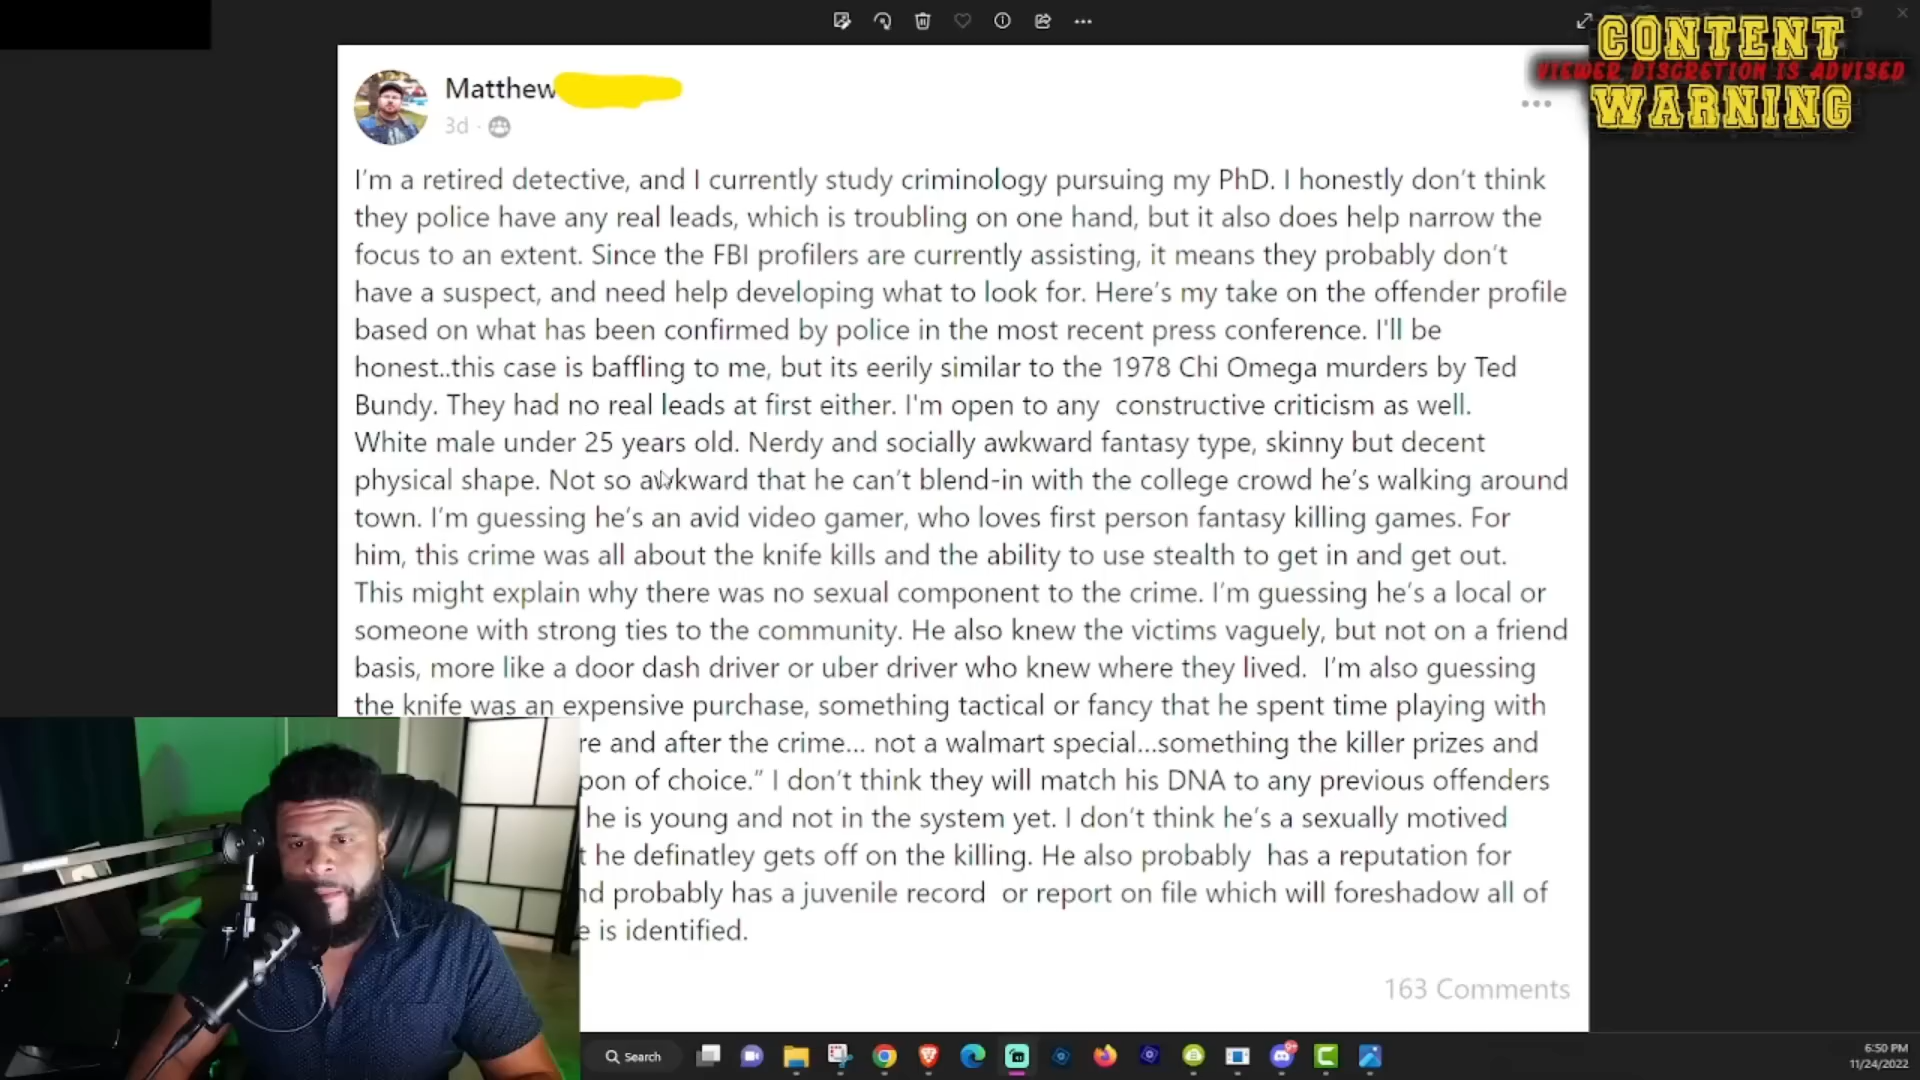 CONTENT
VIEWER DISCRETION IS ADVISED
WARNING
Matthew
3d ·
I'm a retired detective, and I currently study criminology pursuing my PhD. I honestly don't think
they police have any real leads, which is troubling on one hand, but it also does help narrow the
focus to an extent. Since the FBI profilers are currently assisting, it means they probably don't
have a suspect, and need help developing what to look for. Here's my take on the offender profile
based on what has been confirmed by police in the most recent press conference. I'll be
honest..this case is baffling to me, but its eerily similar to the 1978 Chi Omega murders by Ted
Bundy. They had no real leads at first either. I'm open to any constructive criticism as well.
White male under 25 years old. Nerdy and socially awkward fantasy type, skinny but decent
physical shape. Not so awkward that he can't blend-in with the college crowd he's walking around
town. I'm guessing he's an avid video gamer, who loves first person fantasy killing games. For
him, this crime was all about the knife kills and the ability to use stealth to get in and get out.
This might explain why there was no sexual component to the crime. I'm guessing he's a local or
someone with strong ties to the community. He also knew the victims vaguely, but not on a friend
basis, more like a door dash driver or uber driver who knew where they lived. I'm also guessing
the knife was an expensive purchase, something tactical or fancy that he spent time playing with
re and after the crime... not a walmart special...something the killer prizes and
pon of choice." I don't think they will match his DNA to any previous offenders
he is young and not in the system yet. I don't think he's a sexually motived
t he definatley gets off on the killing. He also probably has a reputation for
nd probably has a juvenile record or report on file which will foreshadow all of
e is identified.
163 Comments
Search
6:50 PM
11/24/2022